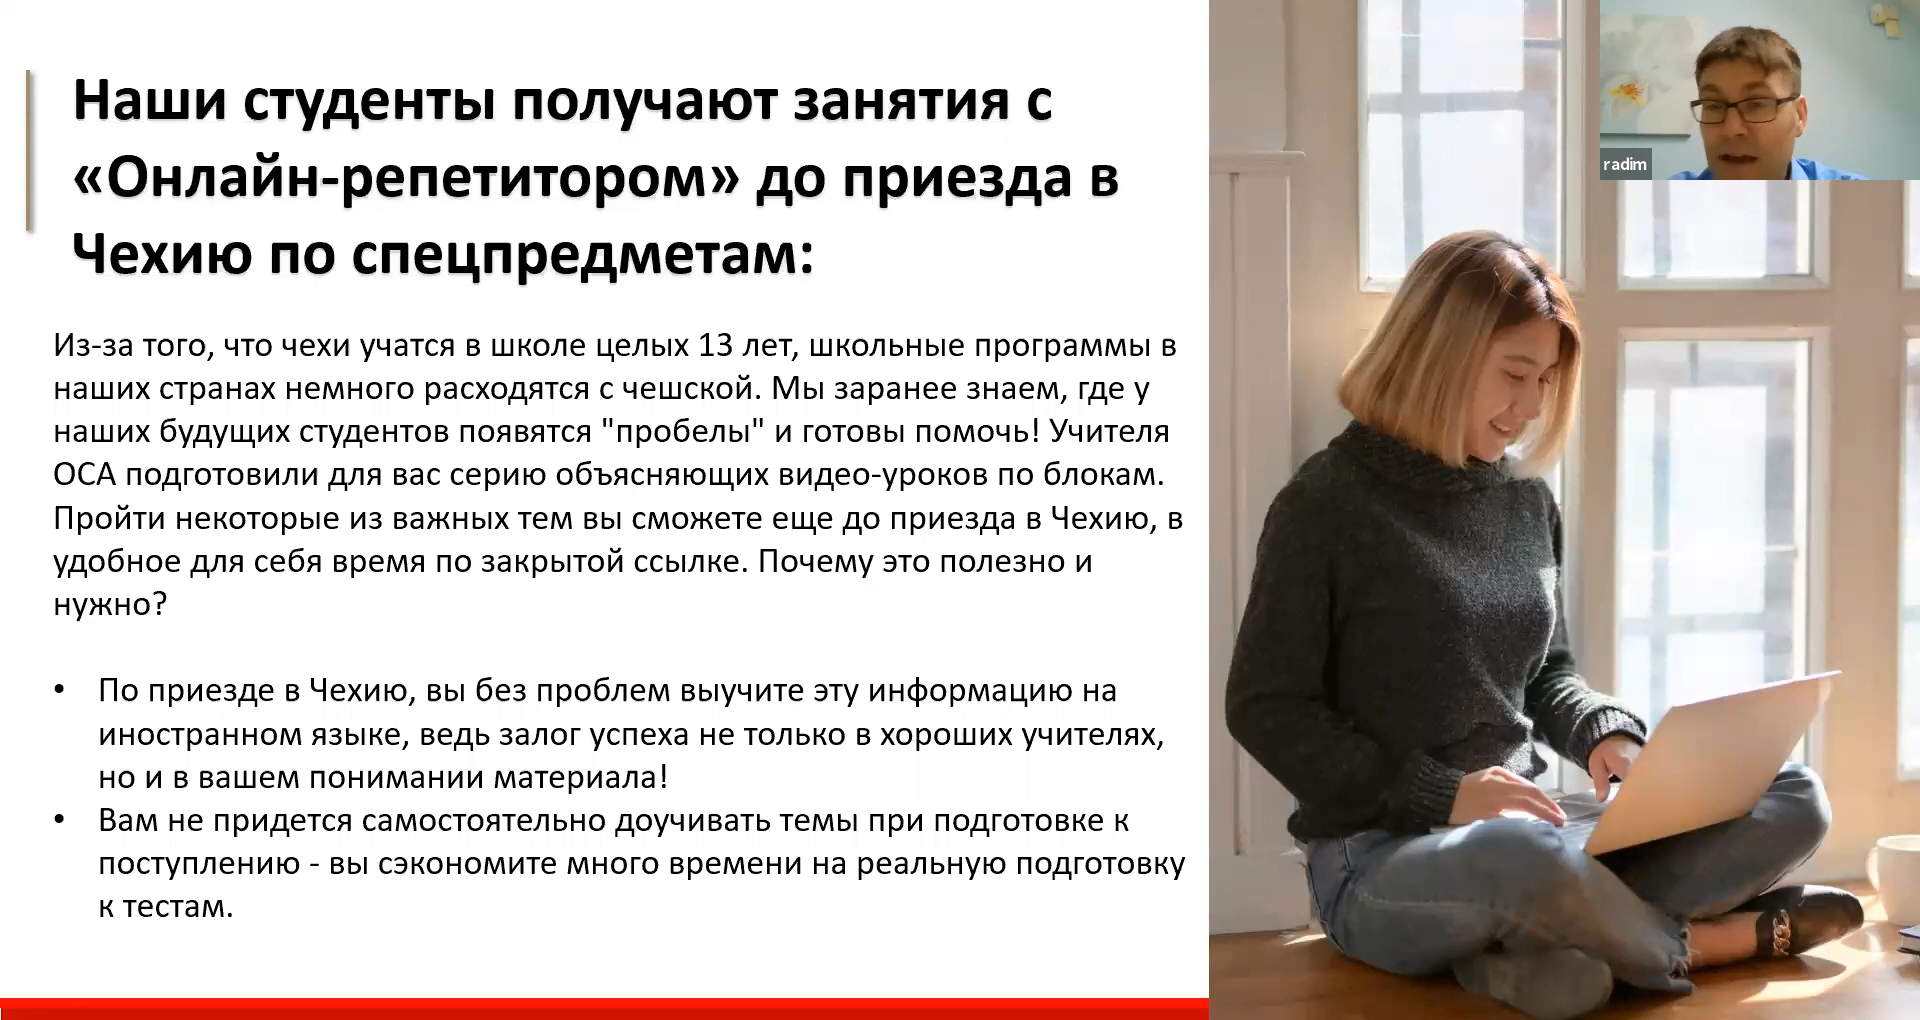 Наши студенты получают занятия с
«Онлайн-репетитором» до приезда в
Чехию по спецпредметам:
Из-за того, что чехи учатся в школе целых 13 лет, школьные программы в
наших странах немного расходятся с чешской. Мы заранее знаем, где у
наших будущих студентов появятся "пробелы" и готовы помочь! Учителя
ОСА подготовили для вас серию объясняющих видео-уроков по блокам.
Пройти некоторые из важных тем вы сможете еще до приезда в Чехию, в
удобное для себя время по закрытой ссылке. Почему это полезно и
нужно?
• По приезде в Чехию, вы без проблем выучите эту информацию на
иностранном языке, ведь залог успеха не только в хороших учителях,
но и в вашем понимании материала!
• Вам не придется самостоятельно доучивать темы при подготовке к
поступлению - вы сэкономите много времени на реальную подготовку
к тестам.
radim